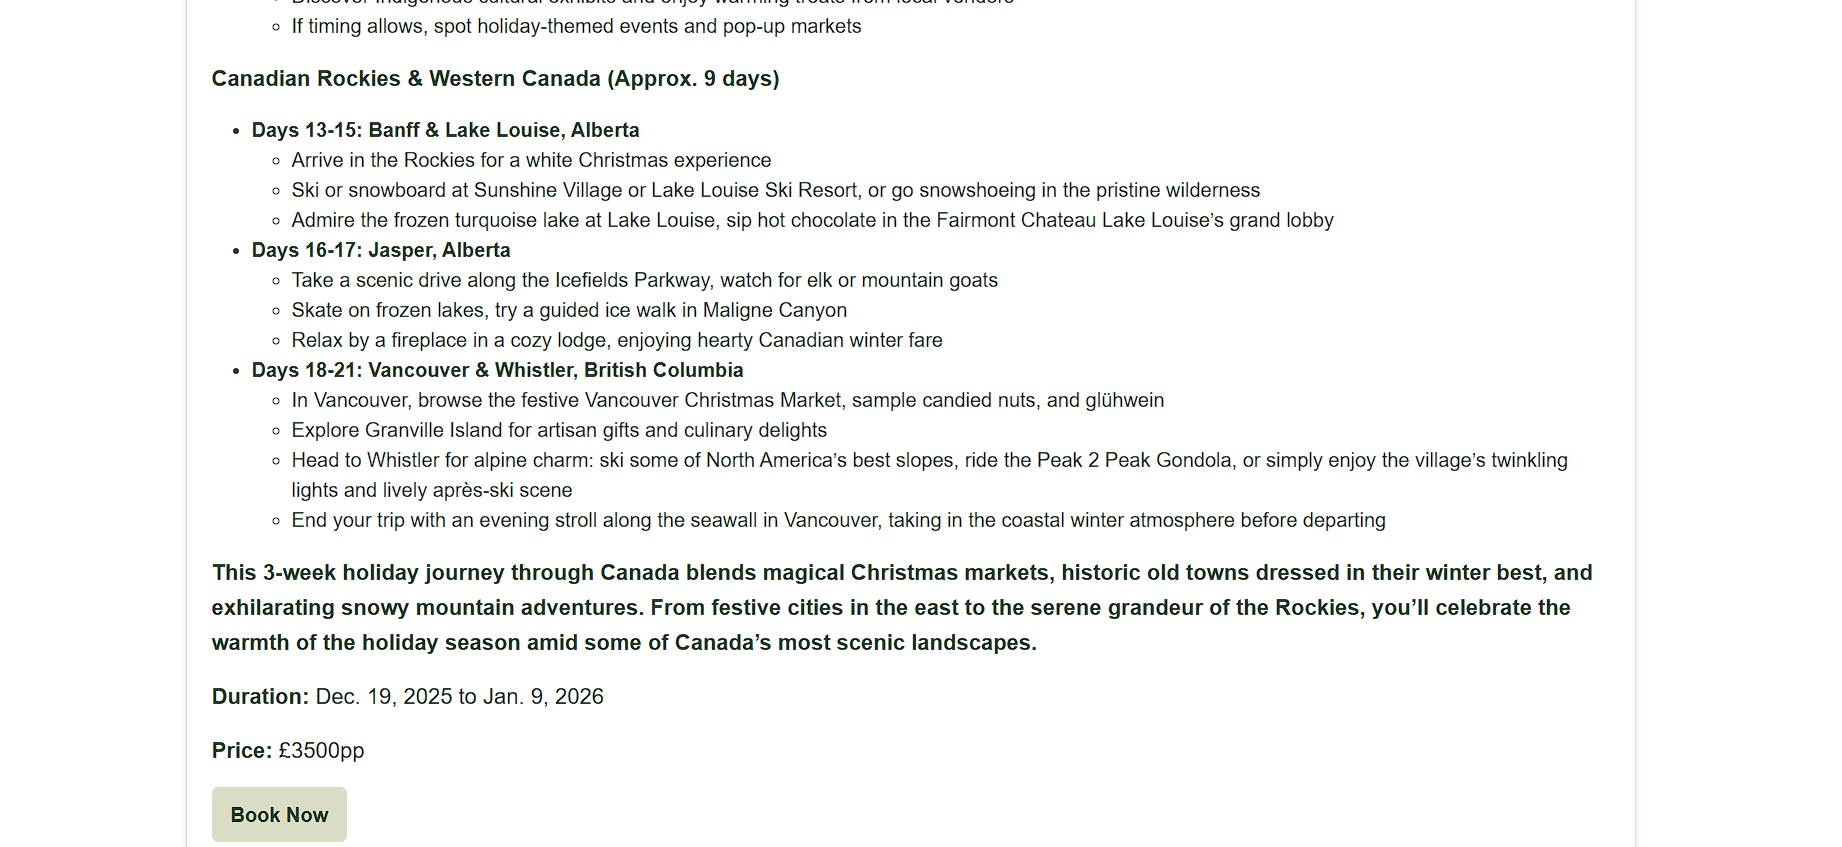 Discover Indigenous cultural exhibits and enjoy warming treats from local vendors
If timing allows, spot holiday-themed events and pop-up markets
Canadian Rockies & Western Canada (Approx. 9 days)
Days 13-15: Banff & Lake Louise, Alberta
Arrive in the Rockies for a white Christmas experience
Ski or snowboard at Sunshine Village or Lake Louise Ski Resort, or go snowshoeing in the pristine wilderness
Admire the frozen turquoise lake at Lake Louise, sip hot chocolate in the Fairmont Chateau Lake Louise’s grand lobby
Days 16-17: Jasper, Alberta
Take a scenic drive along the Icefields Parkway, watch for elk or mountain goats
Skate on frozen lakes, try a guided ice walk in Maligne Canyon
Relax by a fireplace in a cozy lodge, enjoying hearty Canadian winter fare
Days 18-21: Vancouver & Whistler, British Columbia
In Vancouver, browse the festive Vancouver Christmas Market, sample candied nuts, and glühwein
Explore Granville Island for artisan gifts and culinary delights
Head to Whistler for alpine charm: ski some of North America’s best slopes, ride the Peak 2 Peak Gondola, or simply enjoy the village’s twinkling
lights and lively après-ski scene
End your trip with an evening stroll along the seawall in Vancouver, taking in the coastal winter atmosphere before departing
This 3-week holiday journey through Canada blends magical Christmas markets, historic old towns dressed in their winter best, and
exhilarating snowy mountain adventures. From festive cities in the east to the serene grandeur of the Rockies, you’ll celebrate the
warmth of the holiday season amid some of Canada’s most scenic landscapes.
Duration: Dec. 19, 2025 to Jan. 9, 2026
Price: £3500pp
Book Now